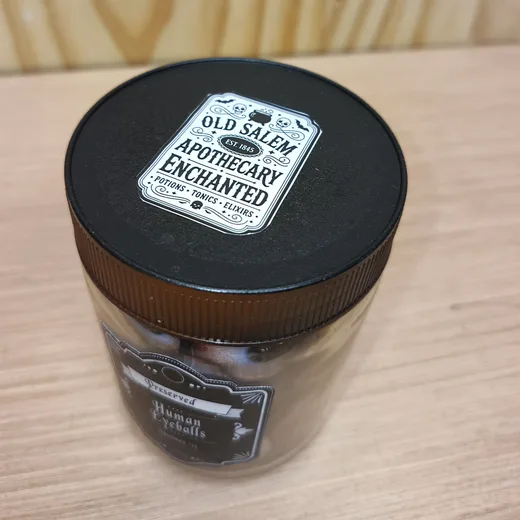 OLD SALEM
EST. 1845
APOTHECARY
ENCHANTED
POTIONS • TONICS • ELIXIRS
Preserved
Human
Eyeballs